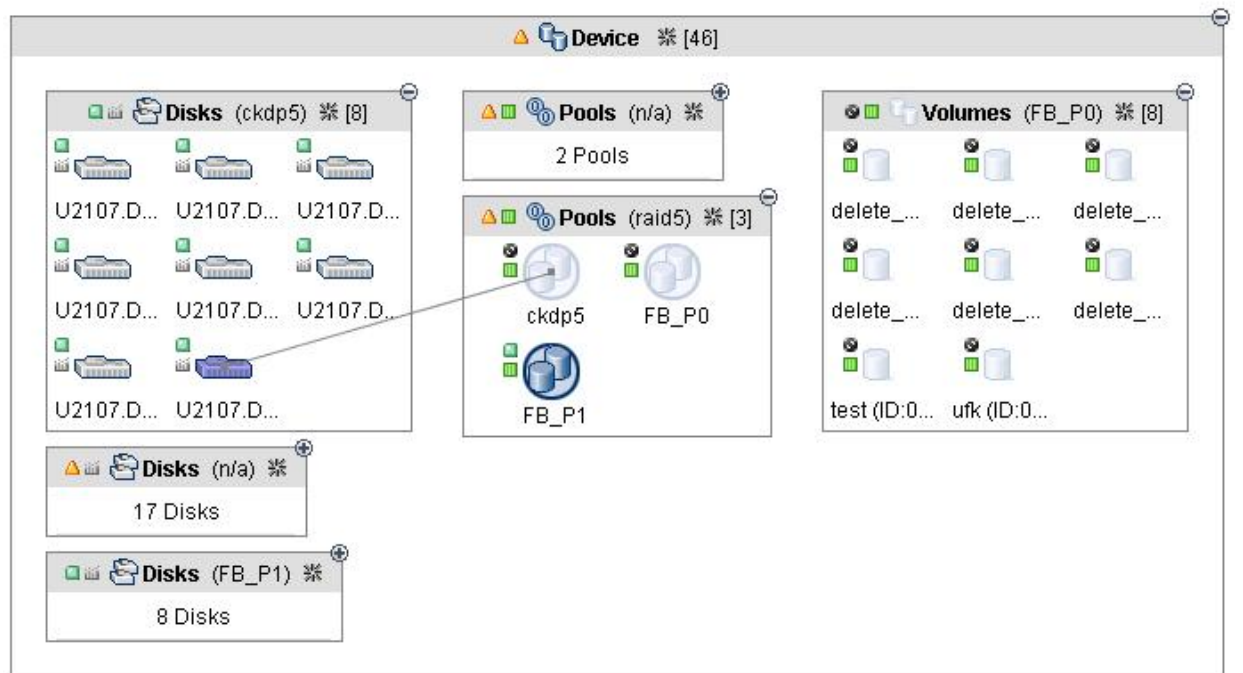 Device [46]
Disks (ckdp5) [8]
U2107.D... U2107.D... U2107.D...
U2107.D... U2107.D... U2107.D...
U2107.D... U2107.D...
Disks (n/a)
17 Disks
Disks (FB_P1)
8 Disks
Pools (n/a)
2 Pools
Pools (raid5) [3]
ckdp5 FB_P0
FB_P1
Volumes (FB_P0) [8]
delete_... delete_... delete_...
delete_... delete_... delete_...
test (ID:0... ufk (ID:0...